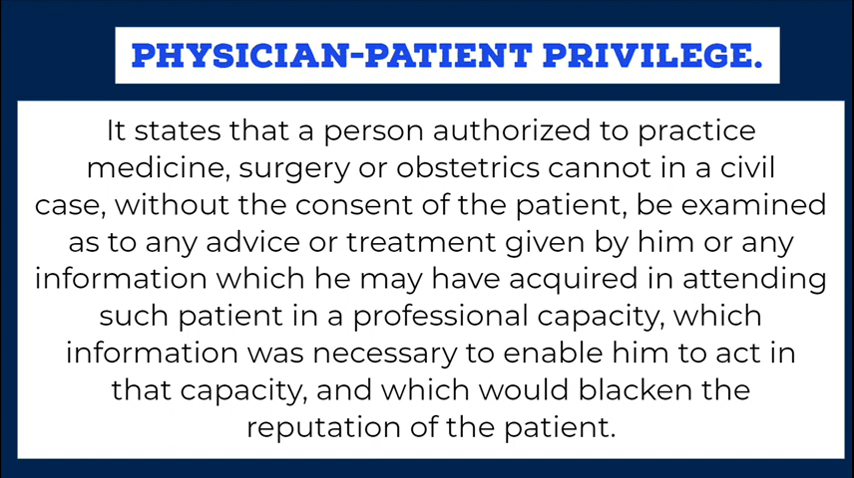 PHYSICIAN-PATIENT PRIVILEGE.
It states that a person authorized to practice
medicine, surgery or obstetrics cannot in a civil
case, without the consent of the patient, be examined
as to any advice or treatment given by him or any
information which he may have acquired in attending
such patient in a professional capacity, which
information was necessary to enable him to act in
that capacity, and which would blacken the
reputation of the patient.